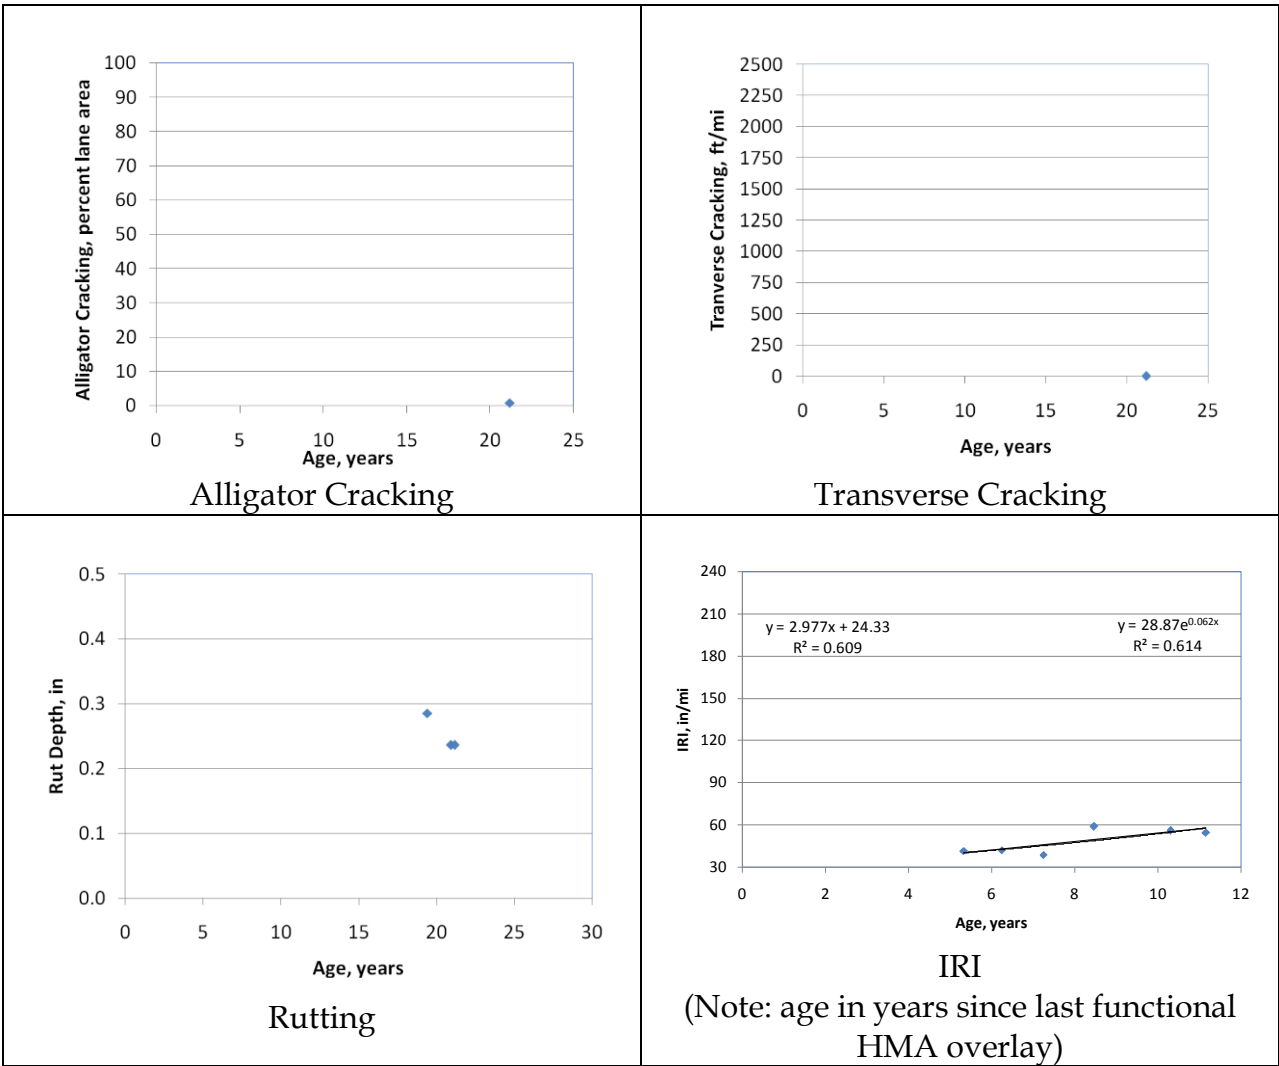 100
90
80
70
60
50
40
30
20
10
0
Alligator Cracking, percent lane area
0 5 10 15 20 25
Age, years
Alligator Cracking
2500
2250
2000
1750
1500
1250
1000
750
500
250
0
Tranverse Cracking, ft/mi
0 5 10 15 20 25
Age, years
Transverse Cracking
0.5
0.4
0.3
0.2
0.1
0.0
Rut Depth, in
0 5 10 15 20 25 30
Age, years
Rutting
240
210
180
150
120
90
60
30
IRI, in/mi
y = 2.977x + 24.33
R² = 0.609
y = 28.87e^0.062x
R² = 0.614
0 2 4 6 8 10 12
Age, years
IRI
(Note: age in years since last functional
HMA overlay)